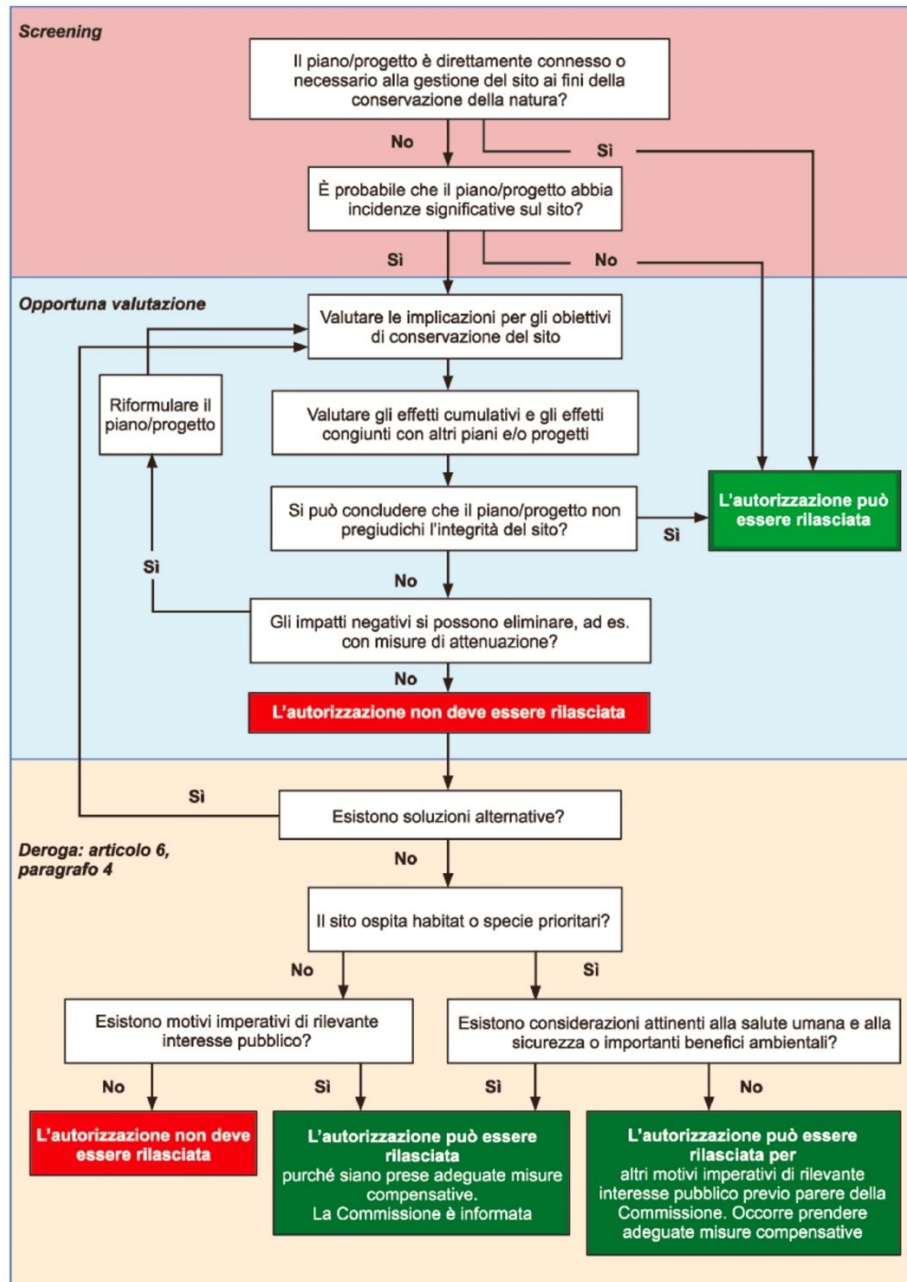 Screening
Il piano/progetto è direttamente connesso o
necessario alla gestione del sito ai fini della
conservazione della natura?
No
Sì
È probabile che il piano/progetto abbia
incidenze significative sul sito?
Sì
No
Opportuna valutazione
Valutare le implicazioni per gli obiettivi
di conservazione del sito
Riformulare il
piano/progetto
Valutare gli effetti cumulativi e gli effetti
congiunti con altri piani e/o progetti
Si può concludere che il piano/progetto non
pregiudichi l'integrità del sito?
Sì
L'autorizzazione può
essere rilasciata
Sì
No
Gli impatti negativi si possono eliminare, ad es.
con misure di attenuazione?
No
L'autorizzazione non deve essere rilasciata
Sì
Esistono soluzioni alternative?
Deroga: articolo 6,
paragrafo 4
No
Il sito ospita habitat o specie prioritari?
No
Sì
Esistono motivi imperativi di rilevante
interesse pubblico?
Esistono considerazioni attinenti alla salute umana e alla
sicurezza o importanti benefici ambientali?
No
Sì
Sì
No
L'autorizzazione non deve
essere rilasciata
L'autorizzazione può essere
rilasciata
purché siano prese adeguate misure
compensative.
La Commissione è informata
L'autorizzazione può essere
rilasciata per
altri motivi imperativi di rilevante
interesse pubblico previo parere della
Commissione. Occorre prendere
adeguate misure compensative